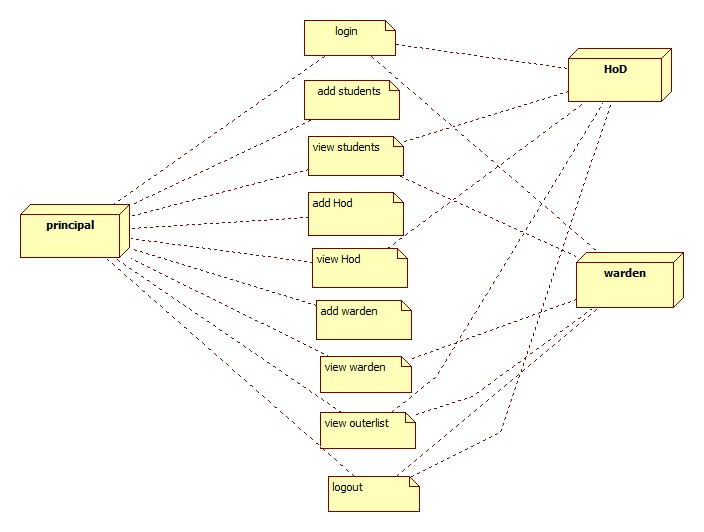 login
HoD
add students
view students
add Hod
principal
view Hod
warden
add warden
view warden
view outerlist
logout